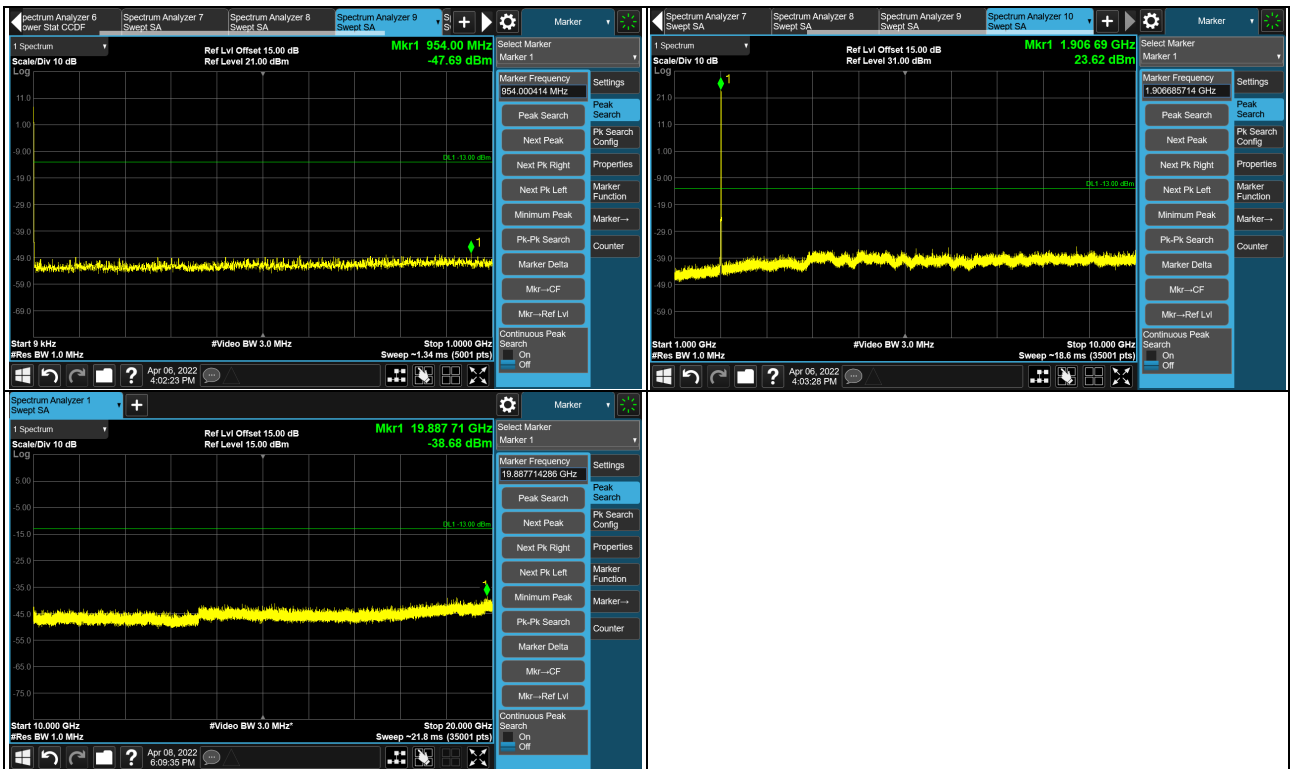 Spectrum Analyzer 6
ower Stat CCDF
Spectrum Analyzer 7
Swept SA
Spectrum Analyzer 8
Swept SA
Spectrum Analyzer 9
Swept SA
Marker
1 Spectrum
Scale/Div 10 dB
Log
Ref Lvl Offset 15.00 dB
Ref Level 21.00 dBm
Mkr1 954.00 MHz
-47.69 dBm
11.0
1.00
-9.00
-19.0
-29.0
-39.0
-49.0
-59.0
-69.0
DL1 -13.00 dBm
1
Start 9 kHz
#Res BW 1.0 MHz
#Video BW 3.0 MHz
Stop 1.0000 GHz
Sweep ~1.34 ms (5001 pts)
Select Marker
Marker 1
Marker Frequency
954.000414 MHz
Peak Search
Next Peak
Next Pk Right
Next Pk Left
Minimum Peak
Pk-Pk Search
Marker Delta
Mkr→CF
Mkr→Ref Lvl
Continuous Peak
Search
On
Off
Settings
Peak
Search
Pk Search
Config
Properties
Marker
Function
Marker→
Counter
?
Apr 06, 2022
4:02:23 PM
Spectrum Analyzer 7
Swept SA
Spectrum Analyzer 8
Swept SA
Spectrum Analyzer 9
Swept SA
Spectrum Analyzer 10
Swept SA
Marker
1 Spectrum
Scale/Div 10 dB
Log
Ref Lvl Offset 15.00 dB
Ref Level 31.00 dBm
Mkr1 1.906 69 GHz
23.62 dBm
21.0
11.0
1.00
-9.00
-19.0
-29.0
-39.0
-49.0
-59.0
DL1 -13.00 dBm
1
Start 1.000 GHz
#Res BW 1.0 MHz
#Video BW 3.0 MHz
Stop 10.000 GHz
Sweep ~18.6 ms (35001 pts)
Select Marker
Marker 1
Marker Frequency
1.906685714 GHz
Peak Search
Next Peak
Next Pk Right
Next Pk Left
Minimum Peak
Pk-Pk Search
Marker Delta
Mkr→CF
Mkr→Ref Lvl
Continuous Peak
Search
On
Off
Settings
Peak
Search
Pk Search
Config
Properties
Marker
Function
Marker→
Counter
?
Apr 06, 2022
4:03:28 PM
Spectrum Analyzer 1
Swept SA
Marker
1 Spectrum
Scale/Div 10 dB
Log
Ref Lvl Offset 15.00 dB
Ref Level 15.00 dBm
Mkr1 19.887 71 GHz
-38.68 dBm
5.00
-5.00
-15.0
-25.0
-35.0
-45.0
-55.0
-65.0
-75.0
DL1 -13.00 dBm
Start 10.000 GHz
#Res BW 1.0 MHz
#Video BW 3.0 MHz*
Stop 20.000 GHz
Sweep ~21.8 ms (35001 pts)
Select Marker
Marker 1
Marker Frequency
19.887714286 GHz
Peak Search
Next Peak
Next Pk Right
Next Pk Left
Minimum Peak
Pk-Pk Search
Marker Delta
Mkr→CF
Mkr→Ref Lvl
Continuous Peak
Search
On
Off
Settings
Peak
Search
Pk Search
Config
Properties
Marker
Function
Marker→
Counter
?
Apr 08, 2022
6:09:35 PM